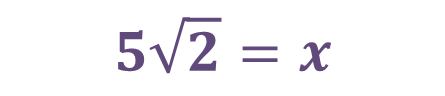 5√2 = x